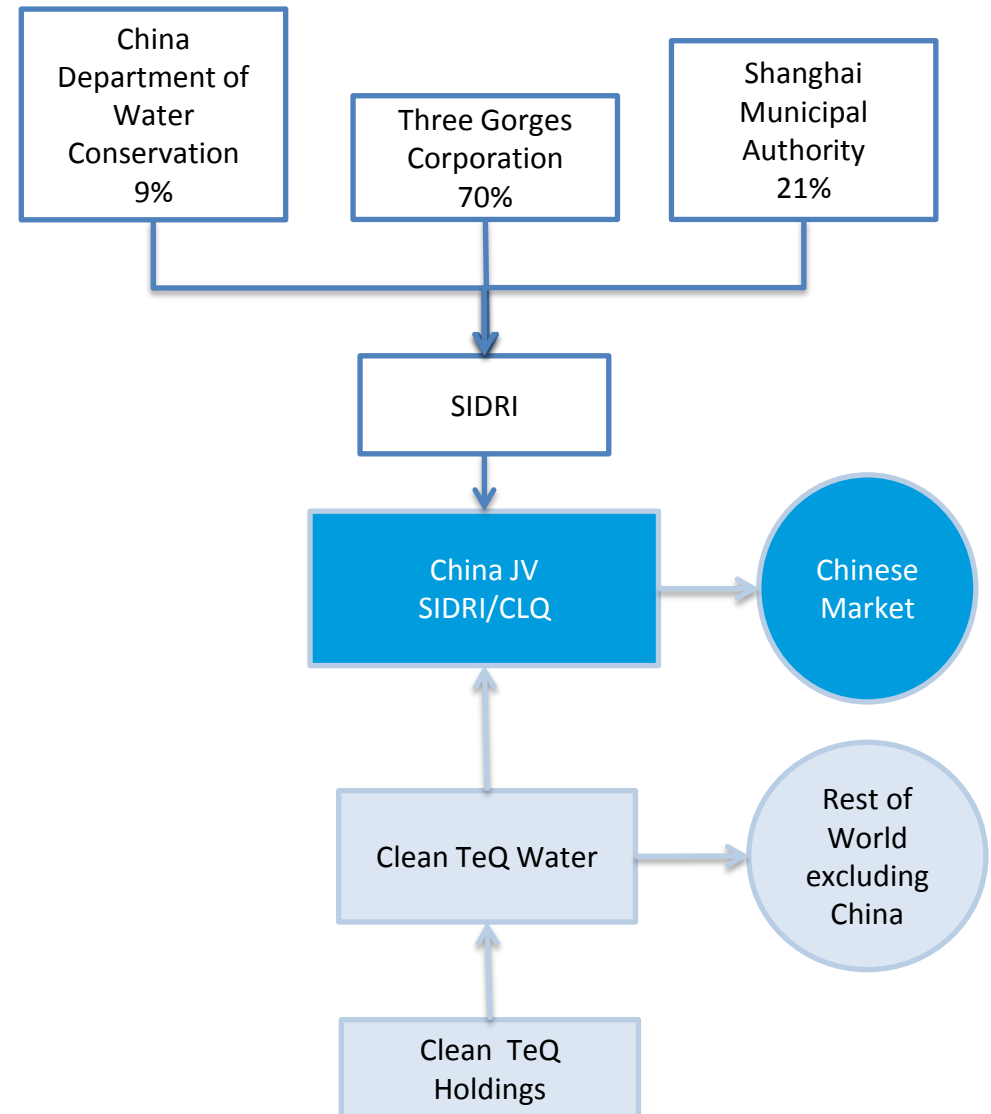 China
Department of
Water
Conservation
9%
Three Gorges
Corporation
70%
Shanghai
Municipal
Authority
21%
SIDRI
China JV
SIDRI/CLQ
Chinese
Market
Clean TeQ Water
Rest of
World
excluding
China
Clean TeQ
Holdings